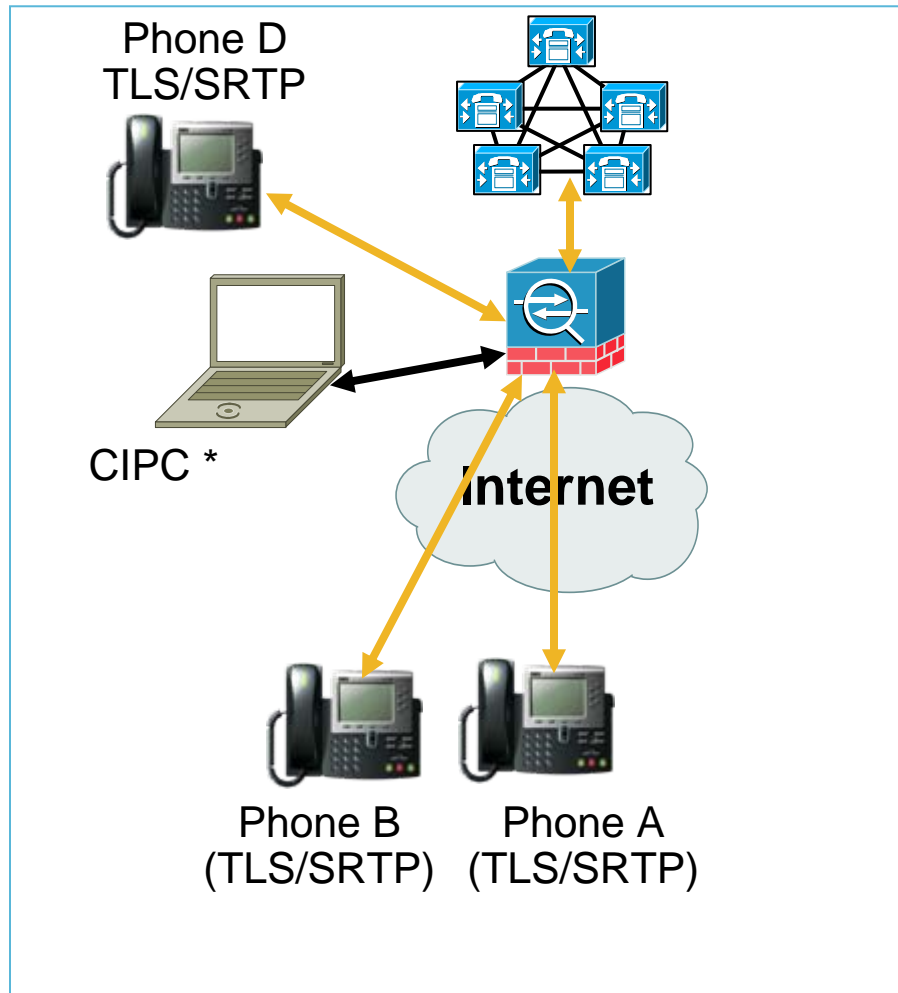 Phone D
TLS/SRTP
CIPC *
Internet
Phone B
(TLS/SRTP)
Phone A
(TLS/SRTP)